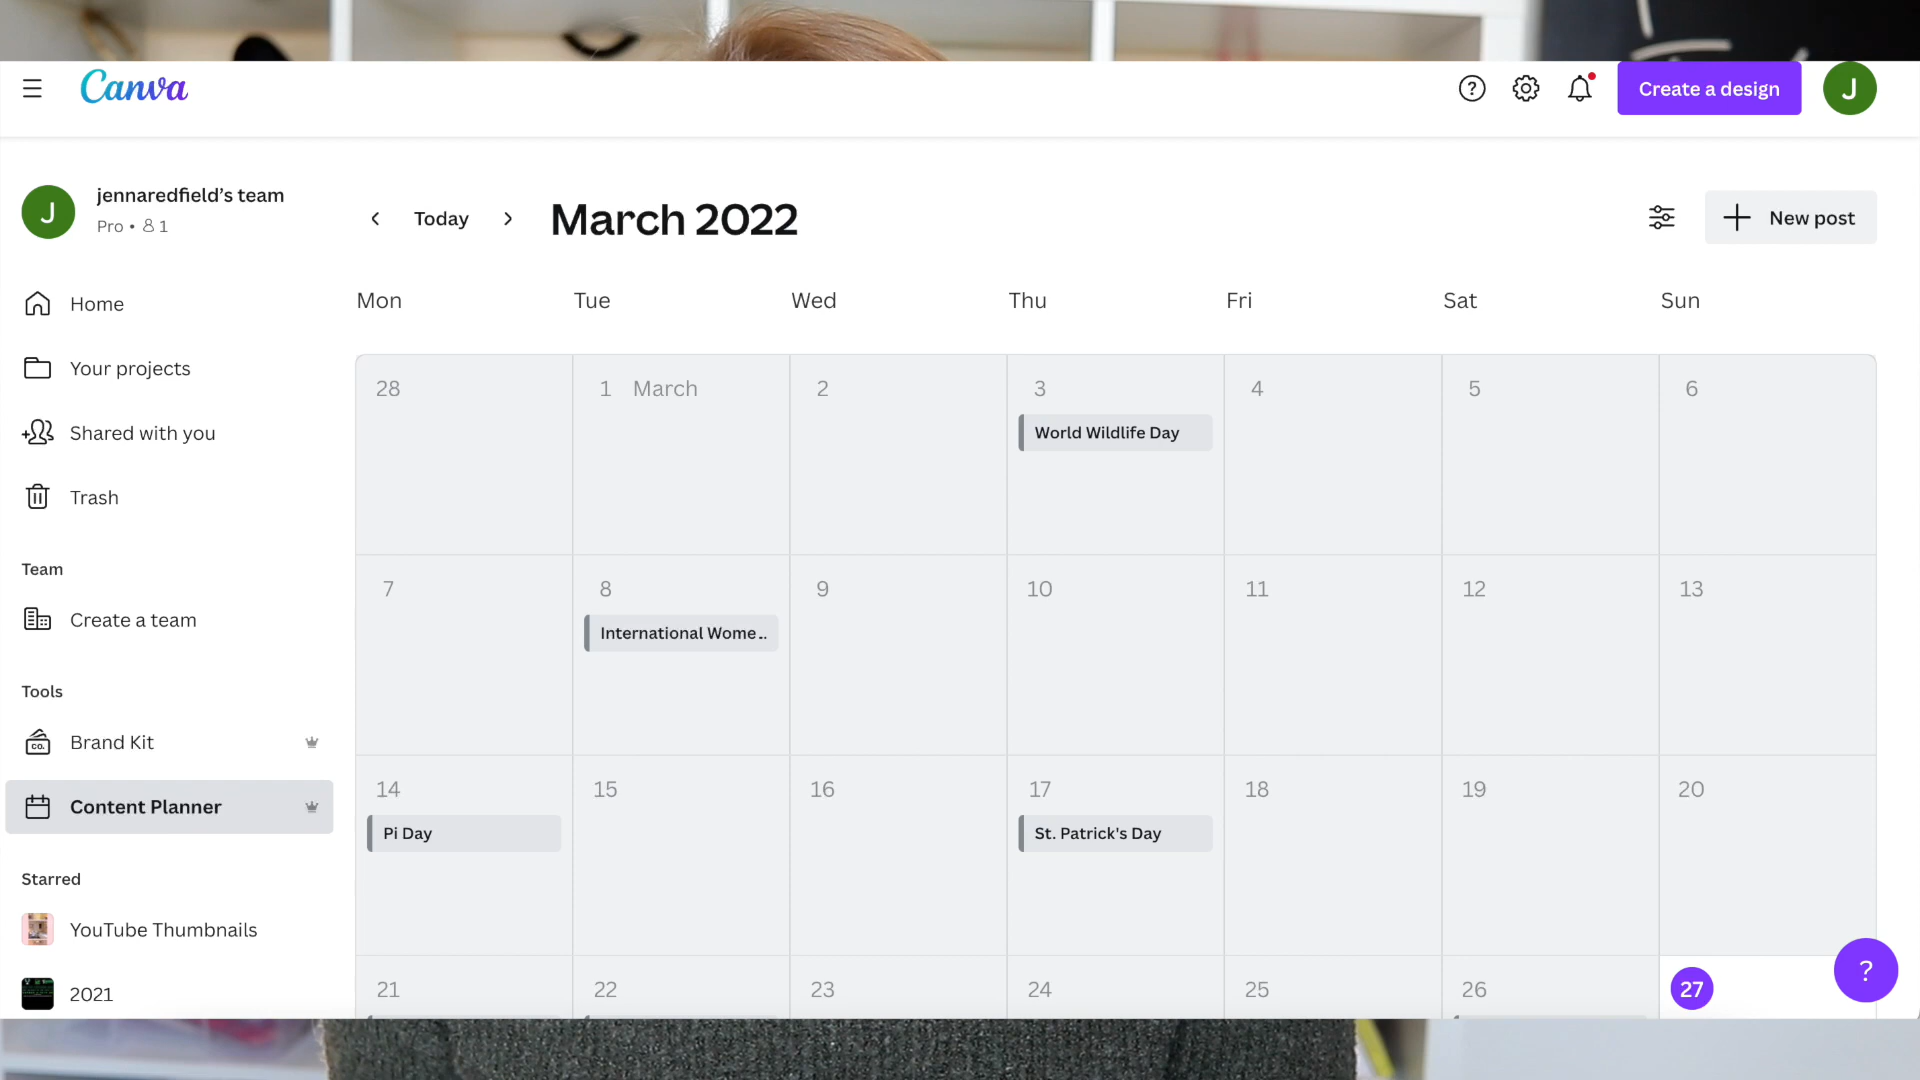 Canva
Create a design
J
J
jennaredfield's team
Pro • 1
Today
March 2022
New post
Home
Your projects
Shared with you
Trash
Team
Create a team
Tools
CO.
Brand Kit
Content Planner
Starred
YouTube Thumbnails
2021
Mon Tue Wed Thu Fri Sat Sun
28 1 March 2 3 4 5 6
World Wildlife Day
7 8 9 10 11 12 13
International Wome..
14 15 16 17 18 19 20
Pi Day
St. Patrick's Day
21 22 23 24 25 26 27
?